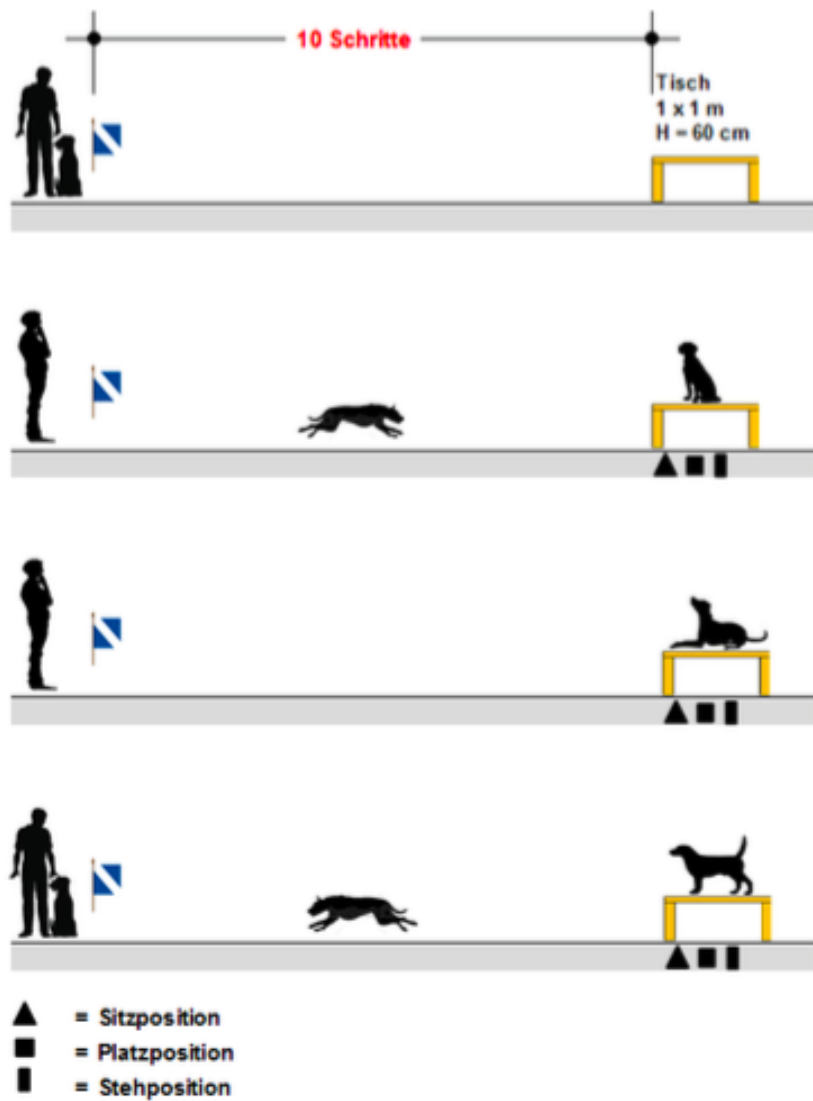 10 Schritte
Tisch
1 x 1 m
H = 60 cm
= Sitzposition
= Platzposition
= Stehposition